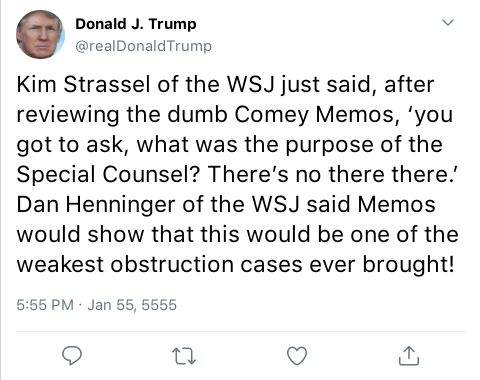 Donald J. Trump
@realDonaldTrump
Kim Strassel of the WSJ just said, after
reviewing the dumb Comey Memos, ‘you
got to ask, what was the purpose of the
Special Counsel? There’s no there there.’
Dan Henninger of the WSJ said Memos
would show that this would be one of the
weakest obstruction cases ever brought!
5:55 PM · Jan 55, 5555